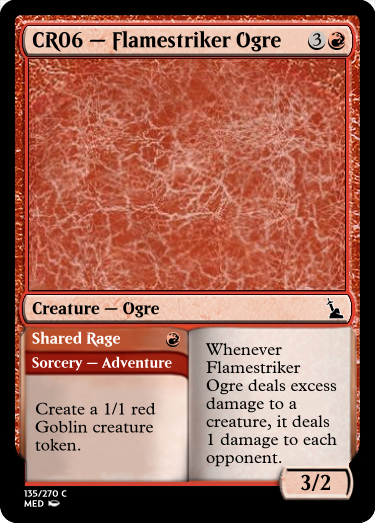 CR06 — Flamestriker Ogre 3
Creature — Ogre
Shared Rage
Sorcery — Adventure
Create a 1/1 red
Goblin creature
token.
Whenever
Flamestriker
Ogre deals excess
damage to a
creature, it deals
1 damage to each
opponent.
3/2
135/270 C
MED